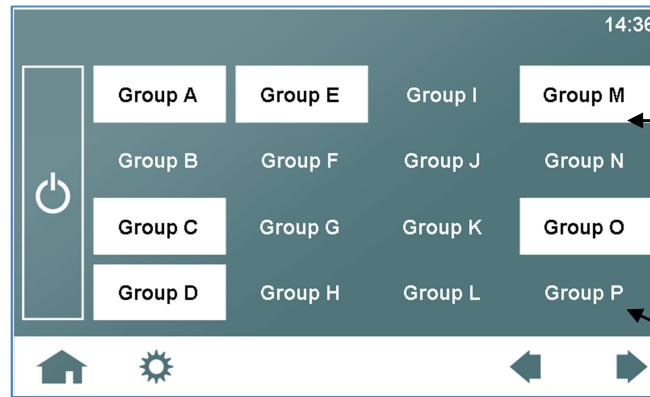 14:36
Group A Group E Group I Group M
Group B Group F Group J Group N
Group C Group G Group K Group O
Group D Group H Group L Group P